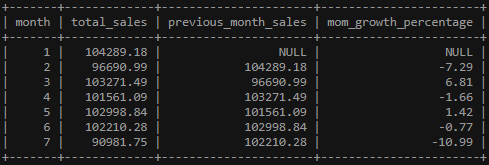 +-------+-------------+----------------------+-----------------------+
| month | total_sales | previous_month_sales | mom_growth_percentage |
+-------+-------------+----------------------+-----------------------+
| 1 | 104289.18 | NULL | NULL |
| 2 | 96690.99 | 104289.18 | -7.29 |
| 3 | 103271.49 | 96690.99 | 6.81 |
| 4 | 101561.09 | 103271.49 | -1.66 |
| 5 | 102998.84 | 101561.09 | 1.42 |
| 6 | 102210.28 | 102998.84 | -0.77 |
| 7 | 90981.75 | 102210.28 | -10.99 |
+-------+-------------+----------------------+-----------------------+